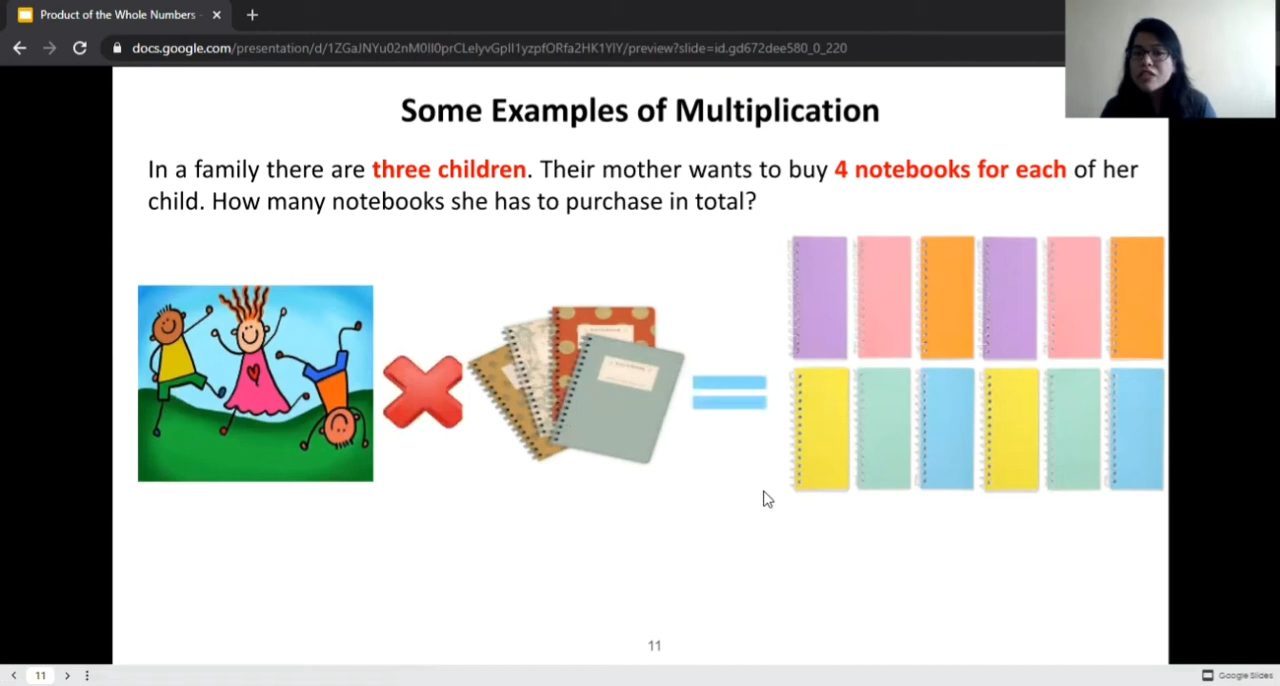 Product of the Whole Numbers -
docs.google.com/presentation/d/1ZGaJNYu02nM0lI0prCLelyvGpIl1yzpfORfa2HK1YlY/preview?slide=id.gd672dee580_0_220
Some Examples of Multiplication
In a family there are three children. Their mother wants to buy 4 notebooks for each of her
child. How many notebooks she has to purchase in total?
11
11
Google Slides